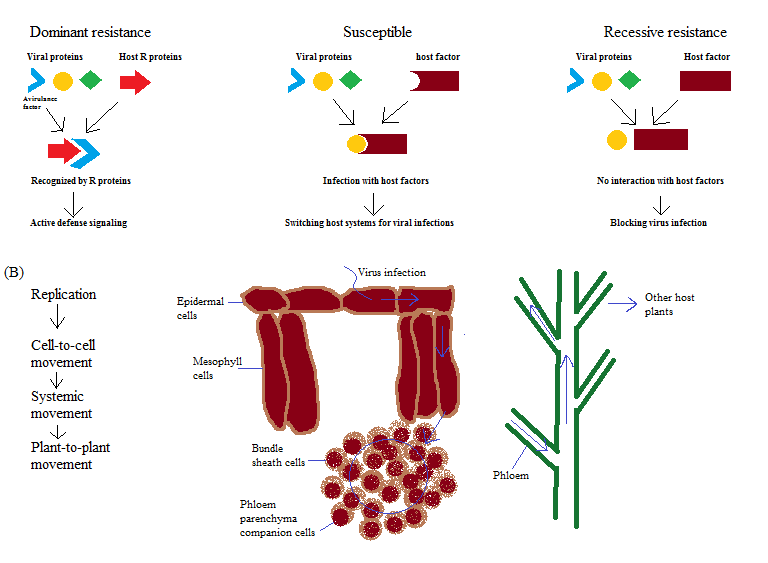 Dominant resistance
Viral proteins
Host R proteins
Avirulance
factor
Recognized by R proteins
Active defense signaling
Susceptible
Viral proteins
host factor
Infection with host factors
Switching host systems for viral infections
Recessive resistance
Viral proteins
Host factor
No interaction with host factors
Blocking virus infection
(B)
Replication
Cell-to-cell
movement
Systemic
movement
Plant-to-plant
movement
Virus infection
Epidermal
cells
Mesophyll
cells
Bundle
sheath cells
Phloem
parenchyma
companion cells
Other host
plants
Phloem